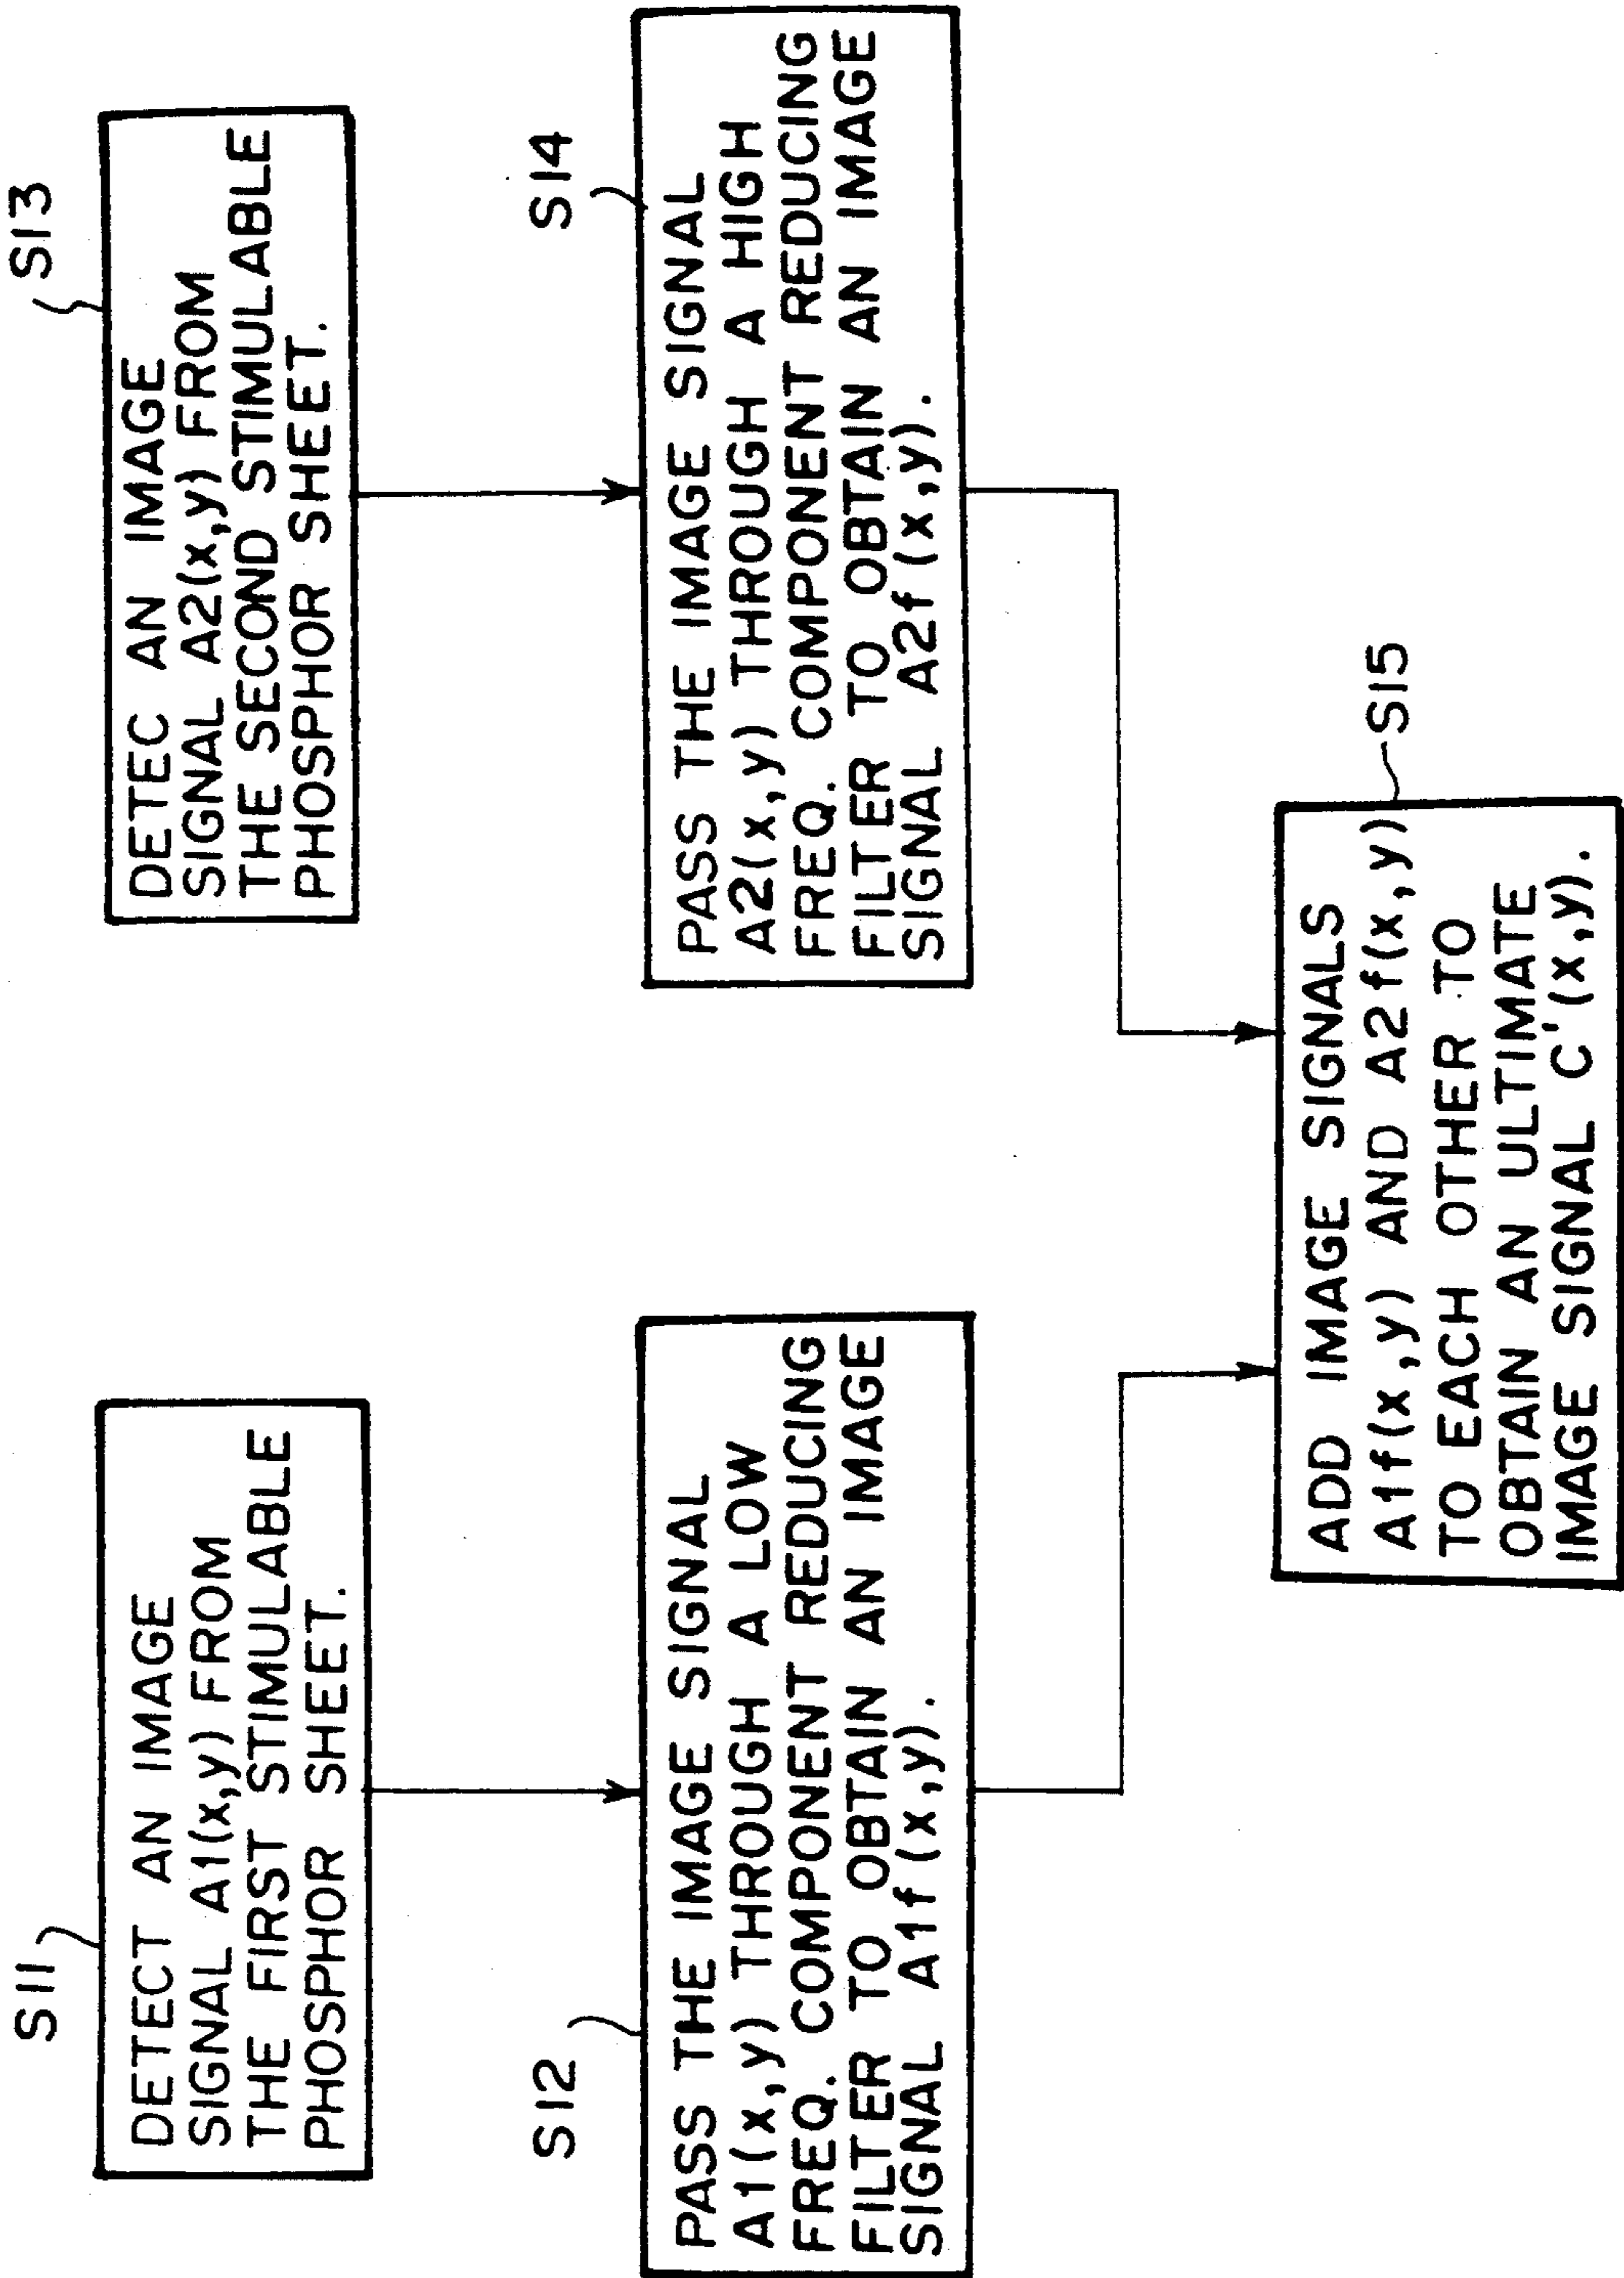 S11
DETECT AN IMAGE
SIGNAL A1(x,y) FROM
THE FIRST STIMULABLE
PHOSPHOR SHEET.
S12
PASS THE IMAGE SIGNAL
A1(x,y) THROUGH A LOW
FREQ. COMPONENT REDUCING
FILTER TO OBTAIN AN IMAGE
SIGNAL A1f(x,y).
S13
DETEC AN IMAGE
SIGNAL A2(x,y) FROM
THE SECOND STIMULABLE
PHOSPHOR SHEET.
S14
PASS THE IMAGE SIGNAL
A2(x,y) THROUGH A HIGH
FREQ. COMPONENT REDUCING
FILTER TO OBTAIN AN IMAGE
SIGNAL A2f(x,y).
S15
ADD IMAGE SIGNALS
A1f(x,y) AND A2f(x,y)
TO EACH OTHER TO
OBTAIN AN ULTIMATE
IMAGE SIGNAL C'(x,y).